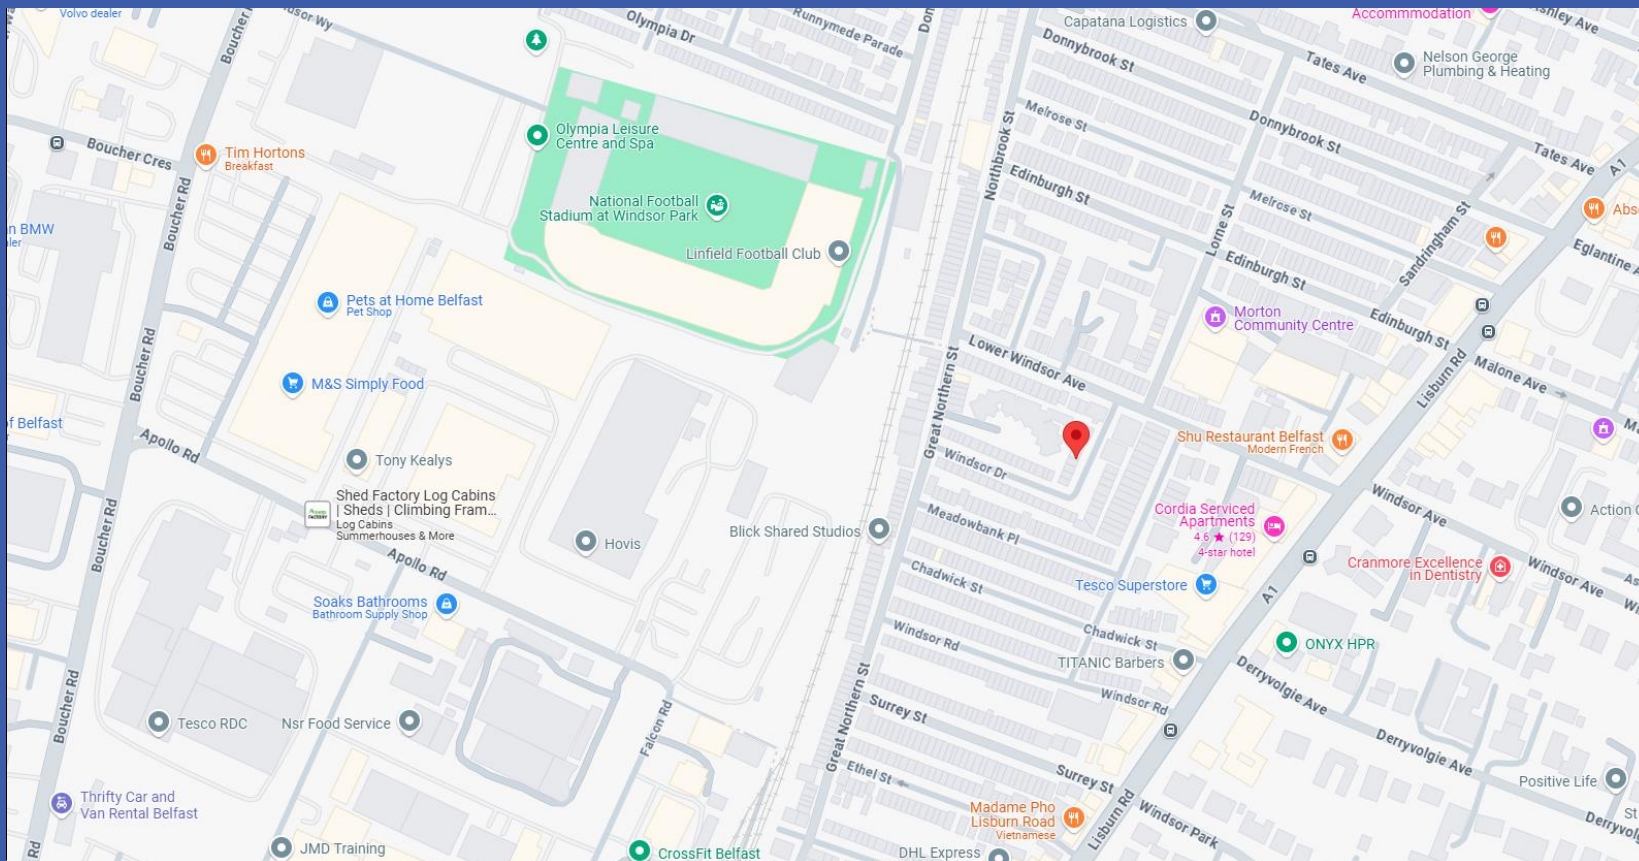 Volvo dealer
Boucher Rd
Olympia Dr
Runnymede Parade
Capatana Logistics
Accommmodation
Donnybrook St
Tates Ave
Nelson George
Plumbing & Heating
Boucher Cres
Tim Hortons
Breakfast
Olympia Leisure
Centre and Spa
Melrose St
Northbrook St
Donnybrook St
Tates Ave
A1
Boucher Rd
National Football
Stadium at Windsor Park
Linfield Football Club
Edinburgh St
Melrose St
Lorne St
Sandringham St
BMW
Edinburgh St
Pets at Home Belfast
Pet Shop
Morton
Community Centre
Edinburgh St
Boucher Rd
Lower Windsor Ave
Great Northern St
Malone Ave
Lisburn Rd
M&S Simply Food
of Belfast
Apollo Rd
Tony Kealys
Shu Restaurant Belfast
Modern French
Windsor Dr
Shed Factory Log Cabins
| Sheds | Climbing Fram...
Log Cabins
Summerhouses & More
Windsor Ave
Cordia Serviced
Apartments
4.6 ★ (129)
4-star hotel
Boucher Rd
Hovis
Blick Shared Studios
Meadowbank Pl
Apollo Rd
Chadwick St
Tesco Superstore
Cranmore Excellence
in Dentistry
Windsor Ave
A1
Soaks Bathrooms
Bathroom Supply Shop
Windsor Rd
Chadwick St
TITANIC Barbers
ONYX HPR
Derryvolgie Ave
Boucher Rd
Windsor Rd
Great Northern St
Surrey St
Tesco RDC
Nsr Food Service
Falcon Rd
Derryvolgie Ave
Ethel St
Surrey St
Positive Life
Thrifty Car and
Van Rental Belfast
Madame Pho
Lisburn Road
Vietnamese
Lisburn Rd
Windsor Park
JMD Training
CrossFit Belfast
DHL Express